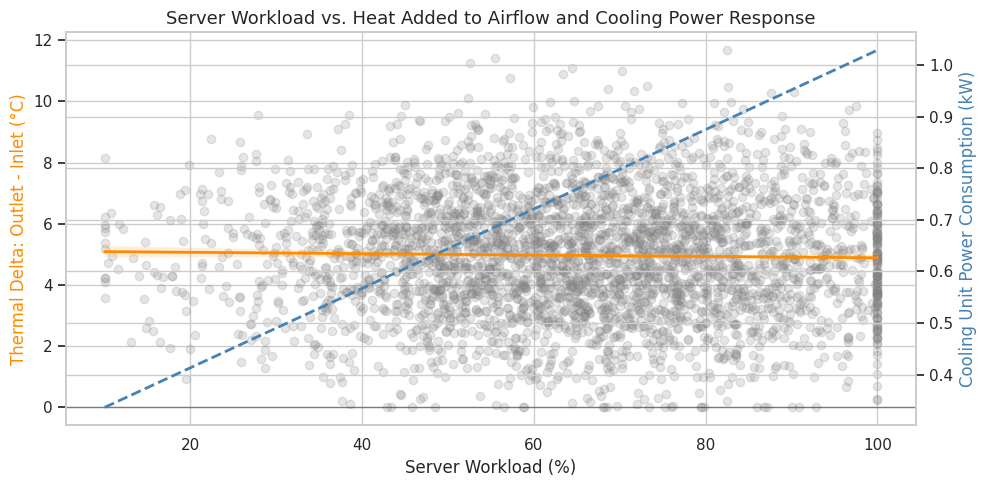 Server Workload vs. Heat Added to Airflow and Cooling Power Response
Thermal Delta: Outlet - Inlet (°C)
12
10
8
6
4
2
0
1.0
0.9
0.8
0.7
0.6
0.5
0.4
Cooling Unit Power Consumption (kW)
20 40 60 80 100
Server Workload (%)